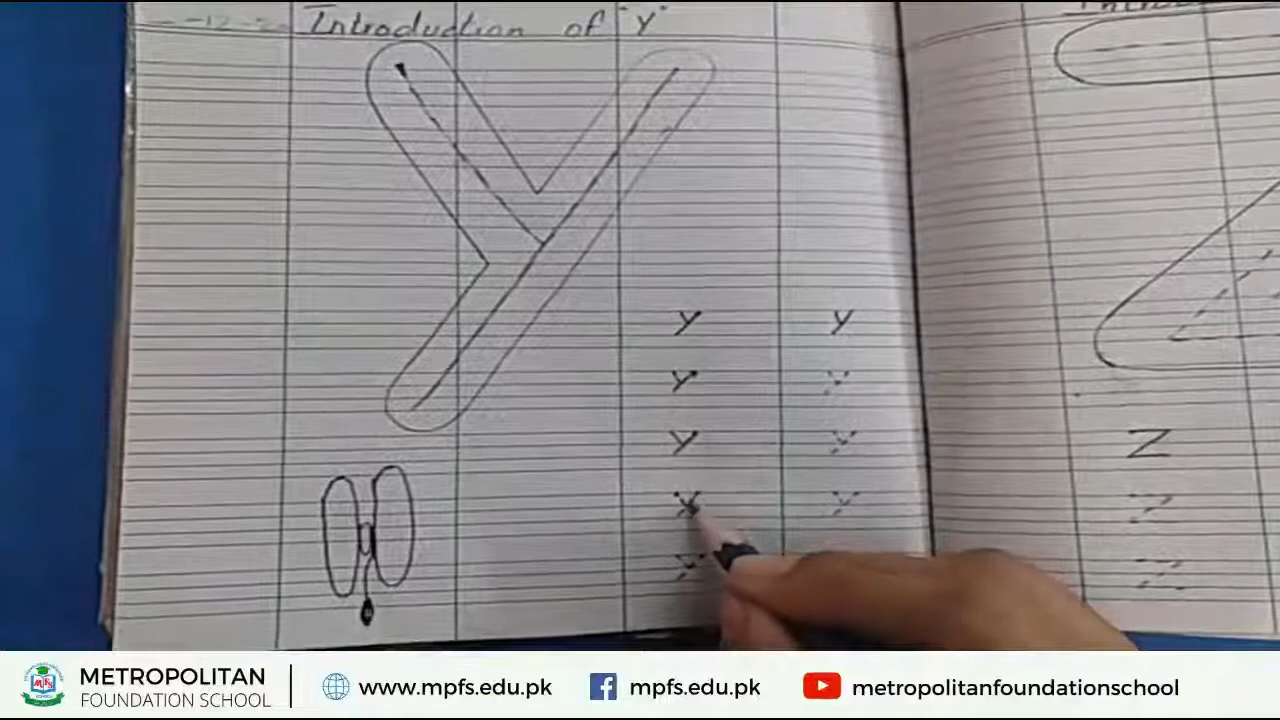 Introduction of "y"
y y
y y
y y
y y
y
Z
Z
Z
METROPOLITAN
FOUNDATION SCHOOL
www.mpfs.edu.pk
mpfs.edu.pk
metropolitanfoundationschool